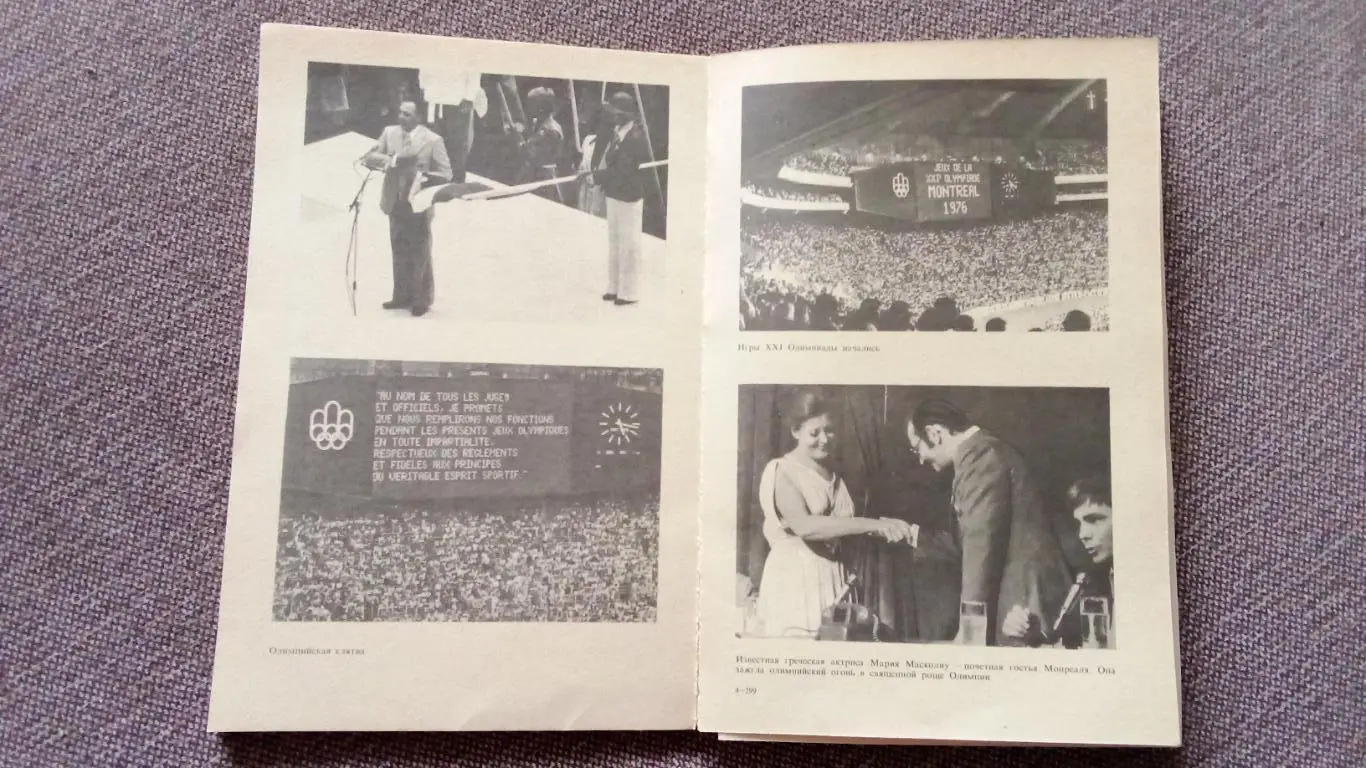 "AU NOM DE TOUS LES JUGES
ET OFFICIELS, JE PROMETS
QUE NOUS REMPLIRONS NOS FONCTIONS
PENDANT LES PRESENTS JEUX OLYMPIQUES
EN TOUTE IMPARTIALITE,
RESPECTUEUX DES REGLEMENTS
ET FIDELES AUX PRINCIPES
DU VERITABLE ESPRIT SPORTIF."
Олимпийская клятва
JEUX DE LA
XXIE OLYMPIADE
MONTREAL
1976
Игры XXI Олимпиады начались
Известная греческая актриса Мария Масколиу — почетная гостья Монреаля. Она
зажгла олимпийский огонь в священной роще Олимпии
4—299